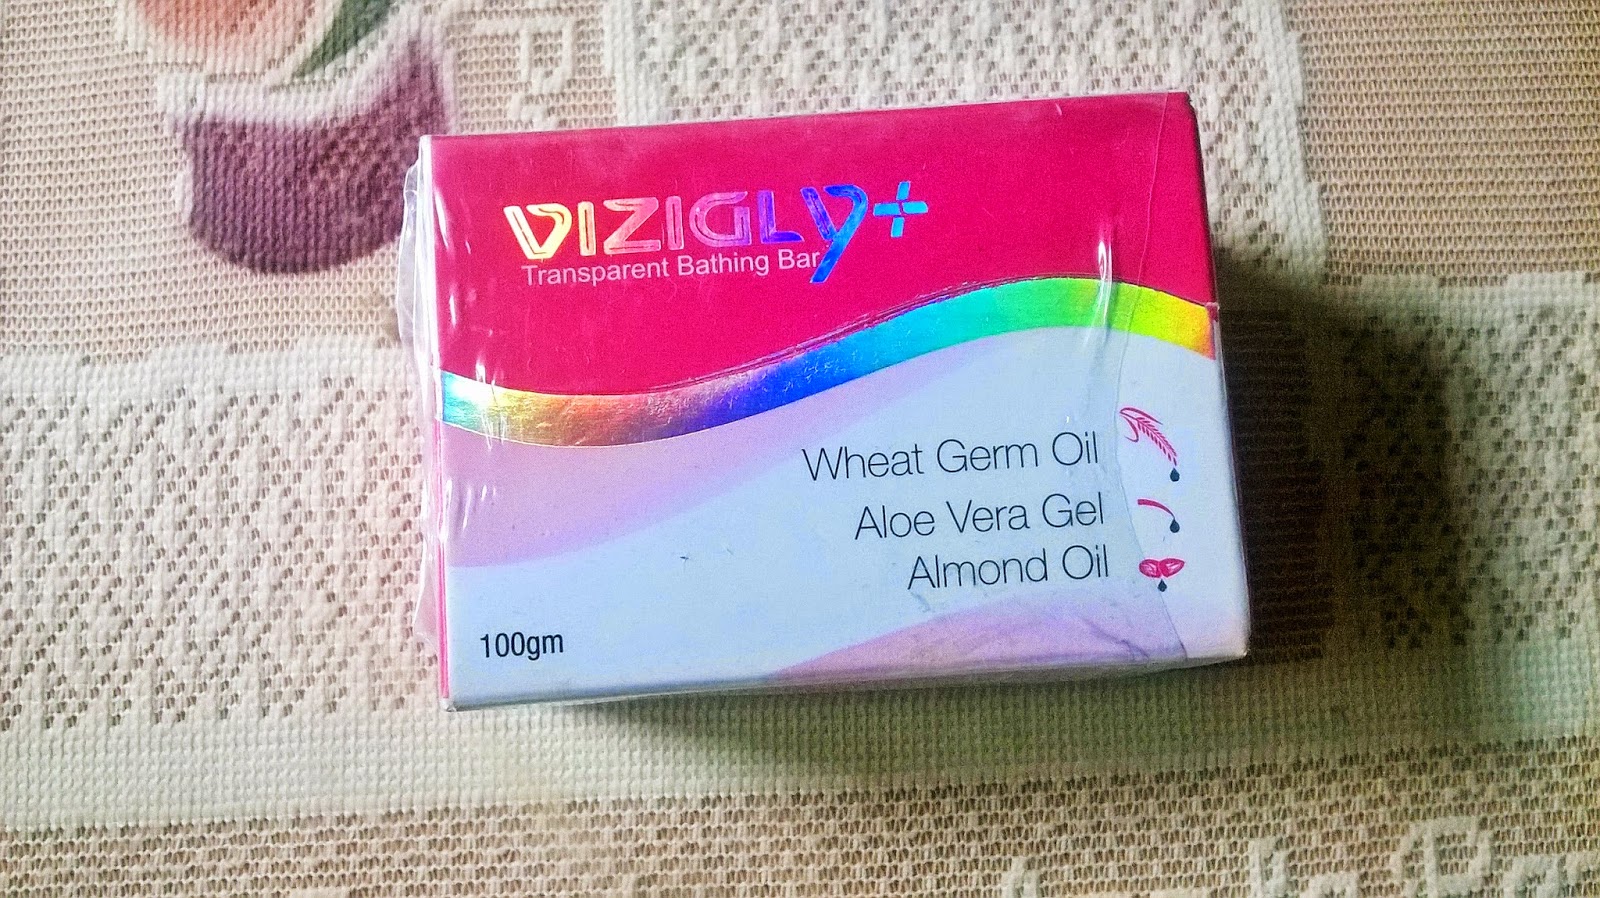 VIZIGLY+
Transparent Bathing Bar
Wheat Germ Oil
Aloe Vera Gel
Almond Oil
100gm